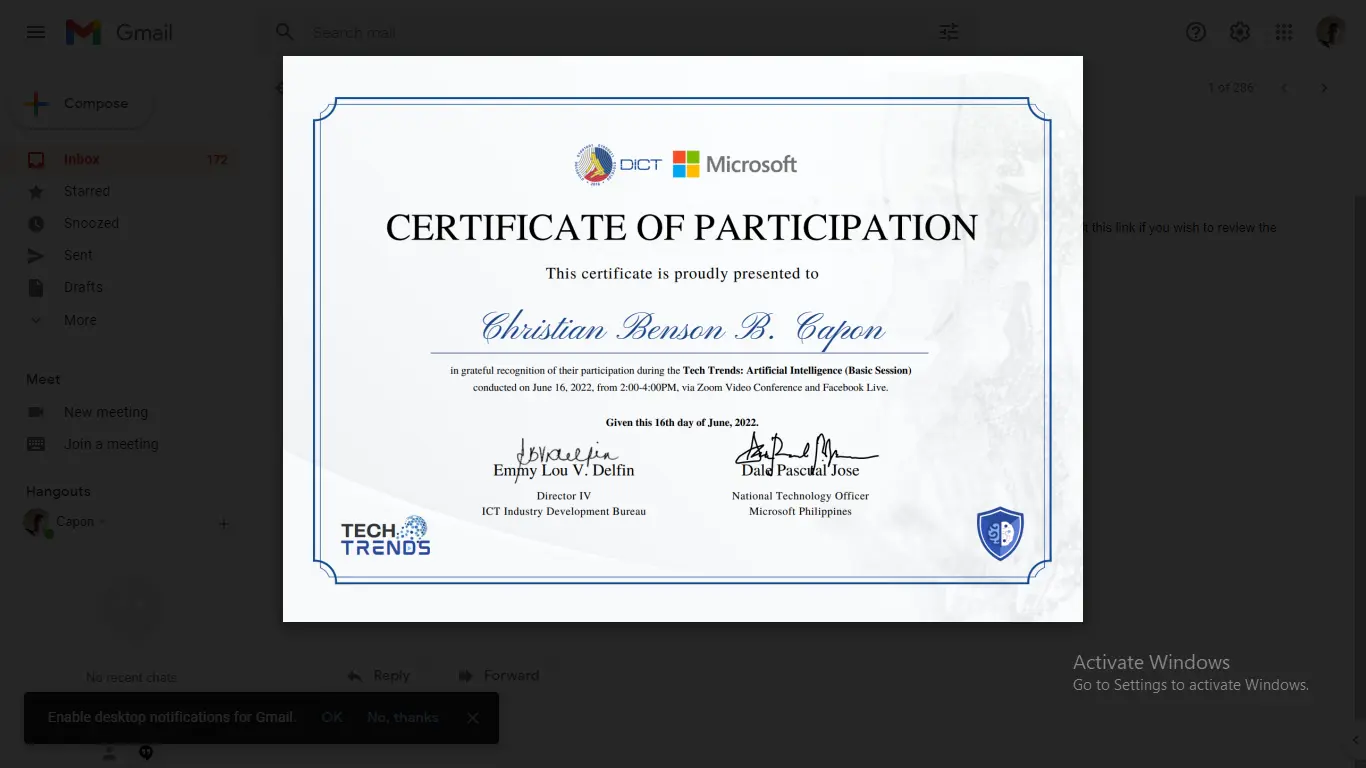 Gmail
Search mail
1 of 286
Compose
Inbox 172
Starred
Snoozed
Sent
Drafts
More
Meet
New meeting
Join a meeting
Hangouts
Capon
No recent chats
DICT Microsoft
CERTIFICATE OF PARTICIPATION
This certificate is proudly presented to
Christian Benson B. Capon
in grateful recognition of their participation during the Tech Trends: Artificial Intelligence (Basic Session)
conducted on June 16, 2022, from 2:00-4:00PM, via Zoom Video Conference and Facebook Live.
Given this 16th day of June, 2022.
Emmy Lou V. Delfin
Director IV
ICT Industry Development Bureau
Dale Pascual Jose
National Technology Officer
Microsoft Philippines
TECH
TRENDS
this link if you wish to review the
Reply Forward
Enable desktop notifications for Gmail. OK No, thanks
Activate Windows
Go to Settings to activate Windows.